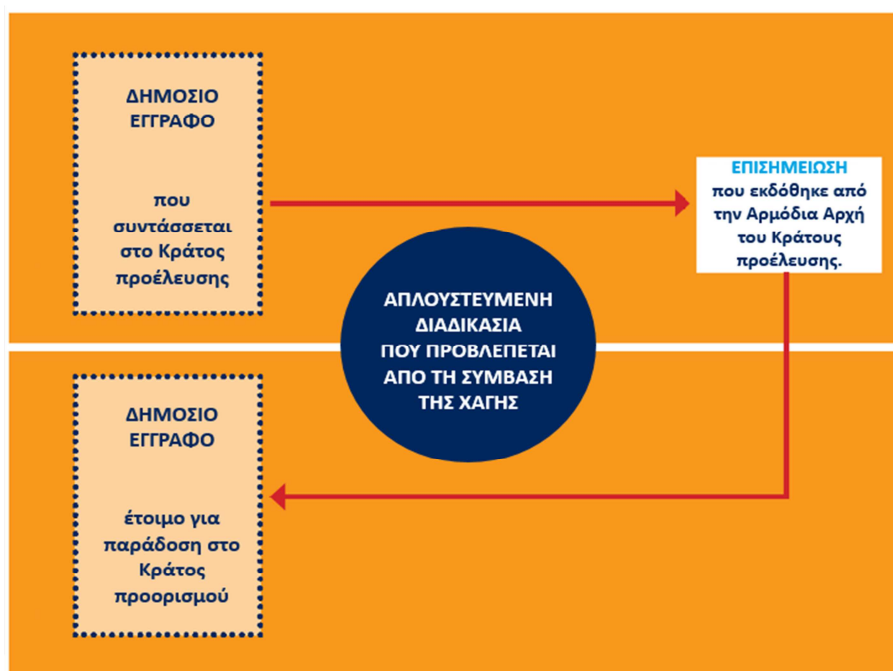 ΔΗΜΟΣΙΟ
ΕΓΓΡΑΦΟ
που
συντάσσεται
στο Κράτος
προέλευσης
ΕΠΙΣΗΜΕΙΩΣΗ
που εκδόθηκε από
την Αρμόδια Αρχή
του Κράτους
προέλευσης.
ΑΠΛΟΥΣΤΕΥΜΕΝΗ
ΔΙΑΔΙΚΑΣΙΑ
ΠΟΥ ΠΡΟΒΛΕΠΕΤΑΙ
ΑΠΟ ΤΗ ΣΥΜΒΑΣΗ
ΤΗΣ ΧΑΓΗΣ
ΔΗΜΟΣΙΟ
ΕΓΓΡΑΦΟ
έτοιμο για
παράδοση στο
Κράτος
προορισμού